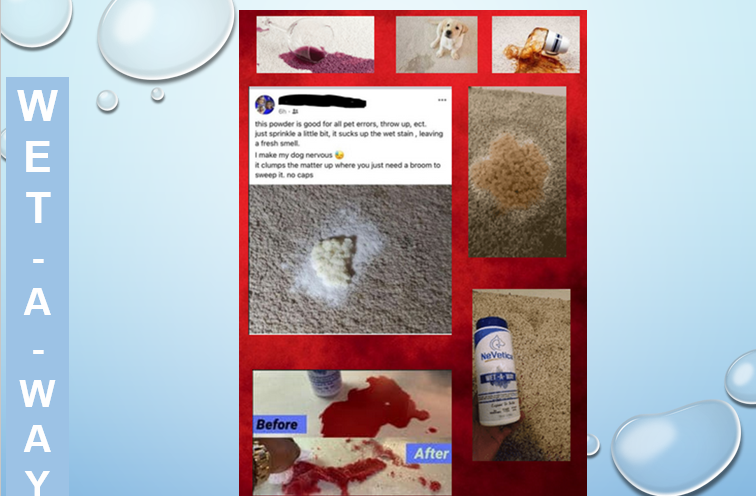 WET-A-WAY
6h ·
this powder is good for all pet errors, throw up, ect.
just sprinkle a little bit, it sucks up the wet stain , leaving
a fresh smell.
I make my dog nervous 😅
it clumps the matter up where you just need a broom to
sweep it. no caps
NeVetica
WET-A-WAY
Before
After